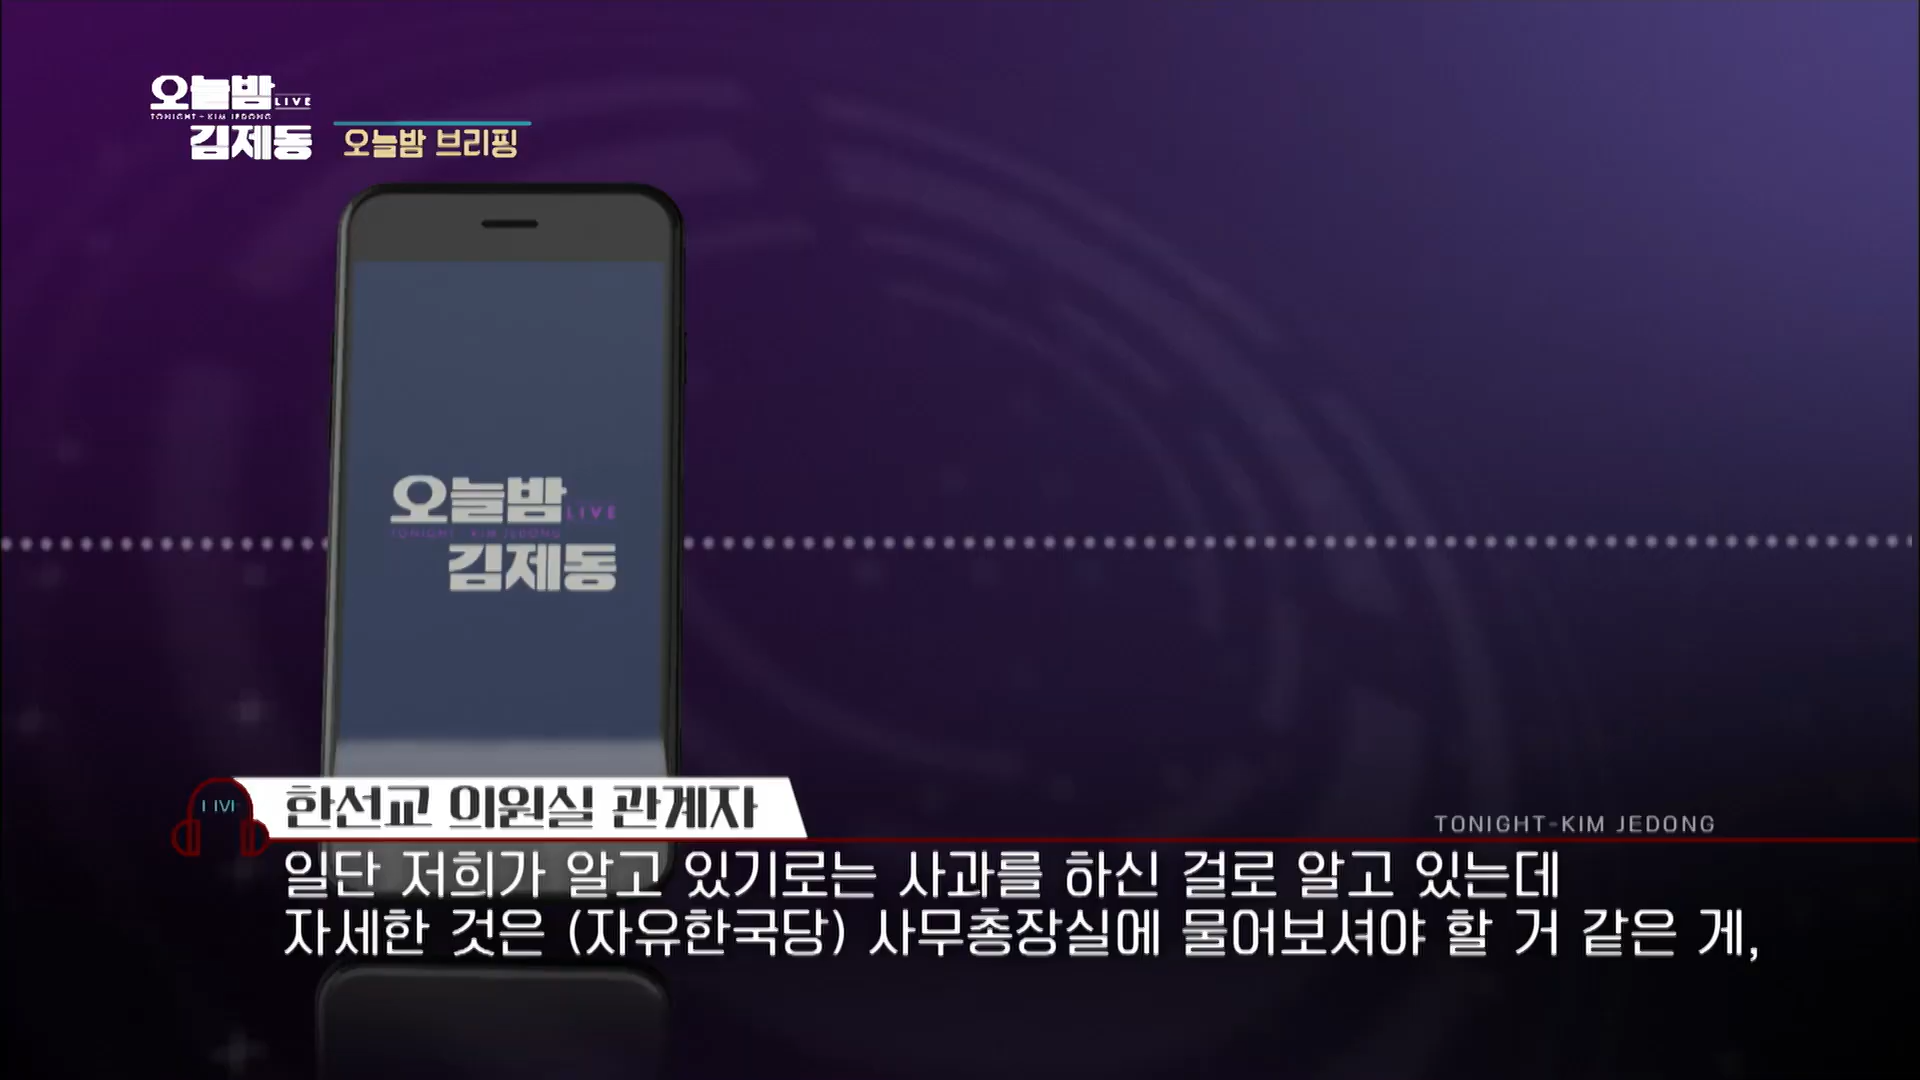 오늘밤 LIVE
TONIGHT - KIM JEDONG
김제동
오늘밤 브리핑
오늘밤 LIVE
TONIGHT - KIM JEDONG
김제동
LIVE
한선교 의원실 관계자
TONIGHT-KIM JEDONG
일단 저희가 알고 있기로는 사과를 하신 걸로 알고 있는데
자세한 것은 (자유한국당) 사무총장실에 물어보셔야 할 거 같은 게,